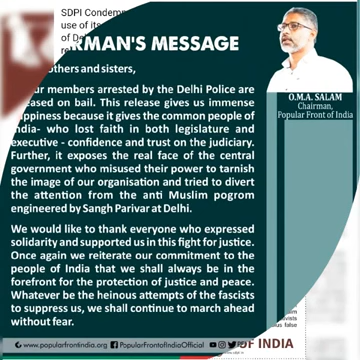 SDPI Condem
use of its
of D
re
RMAN'S MESSAGE
others and sisters,
ur members arrested by the Delhi Police are
eased on bail. This release gives us immense
appiness because it gives the common people of
India- who lost faith in both legislature and
executive - confidence and trust on the judiciary.
Further, it exposes the real face of the central
government who misused their power to tarnish
the image of our organisation and tried to divert
the attention from the anti Muslim pogrom
engineered by Sangh Parivar at Delhi.
We would like to thank everyone who expressed
solidarity and supported us in this fight for justice.
Once again we reiterate our commitment to the
people of India that we shall always be in the
forefront for the protection of justice and peace.
Whatever be the heinous attempts of the fascists
to suppress us, we shall continue to march ahead
without fear.
O.M.A. SALAM
Chairman,
Popular Front of India
www.popularfrontindia.org PopularFrontofIndiaOfficial
OF INDIA